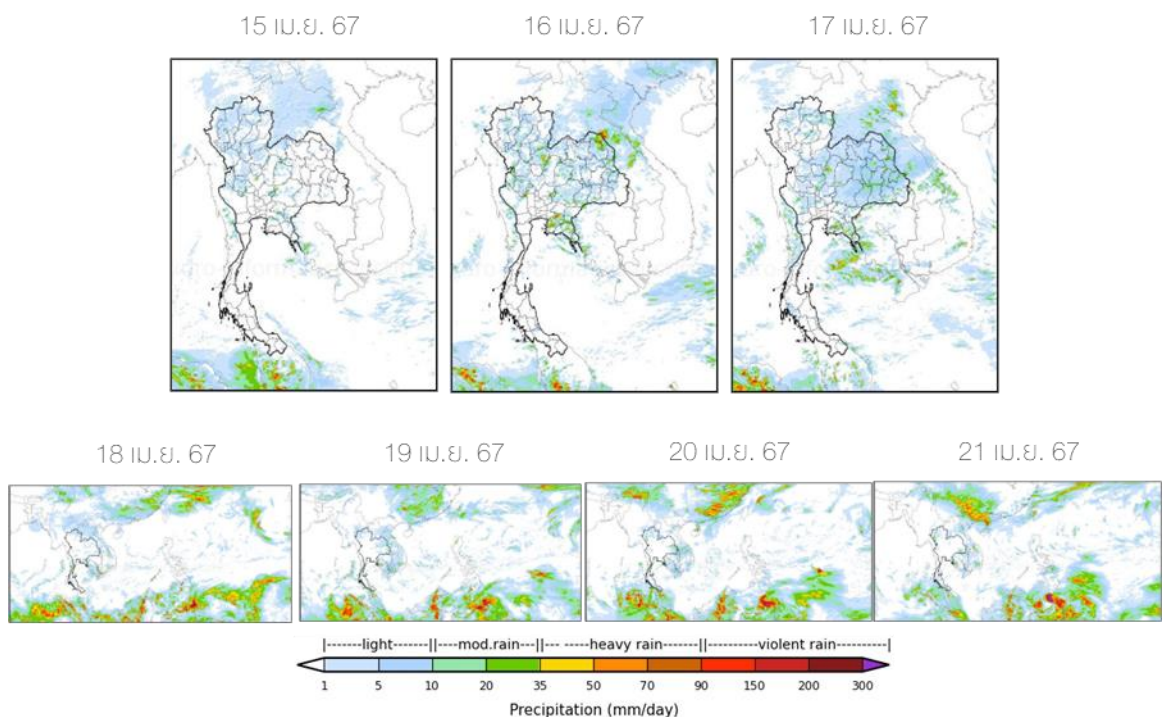 15 เม.ย. 67 16 เม.ย. 67 17 เม.ย. 67
18 เม.ย. 67 19 เม.ย. 67 20 เม.ย. 67 21 เม.ย. 67
|-------light------||---mod.rain---||--- -----heavy rain-----||-------violent rain----------|
1 5 10 20 35 50 70 90 150 200 300
Precipitation (mm/day)